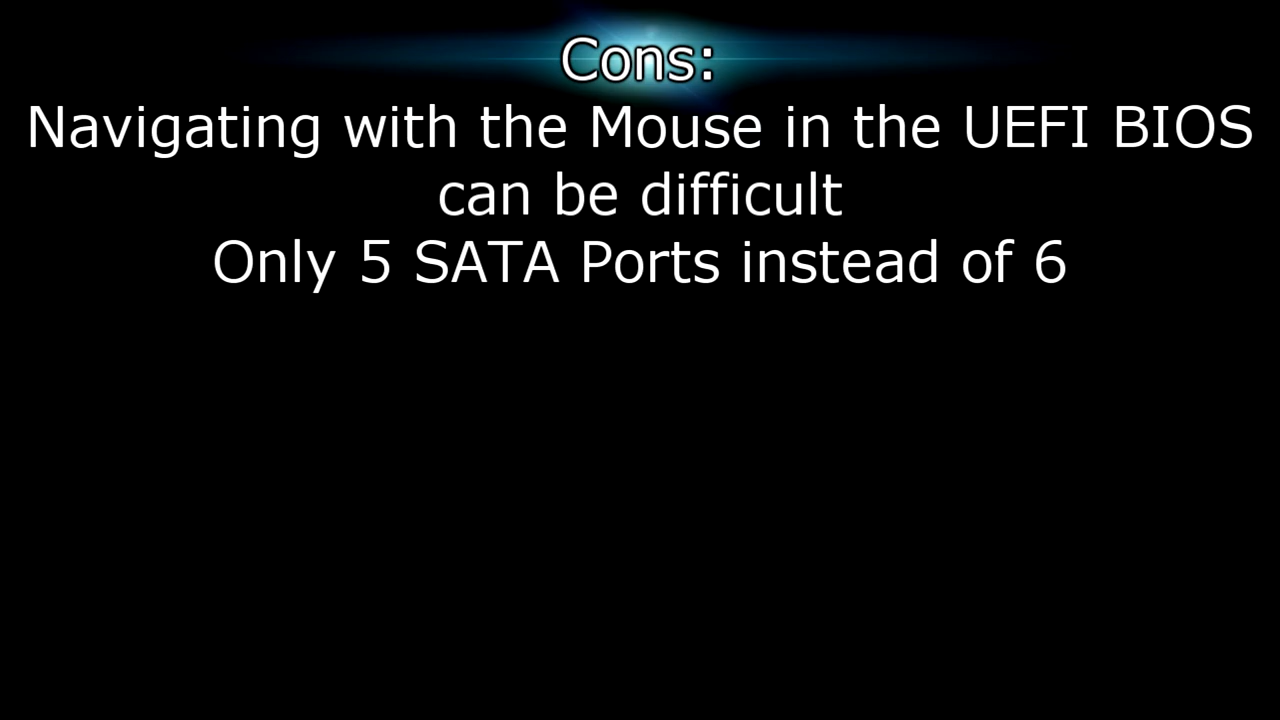 Cons:
Navigating with the Mouse in the UEFI BIOS
can be difficult
Only 5 SATA Ports instead of 6